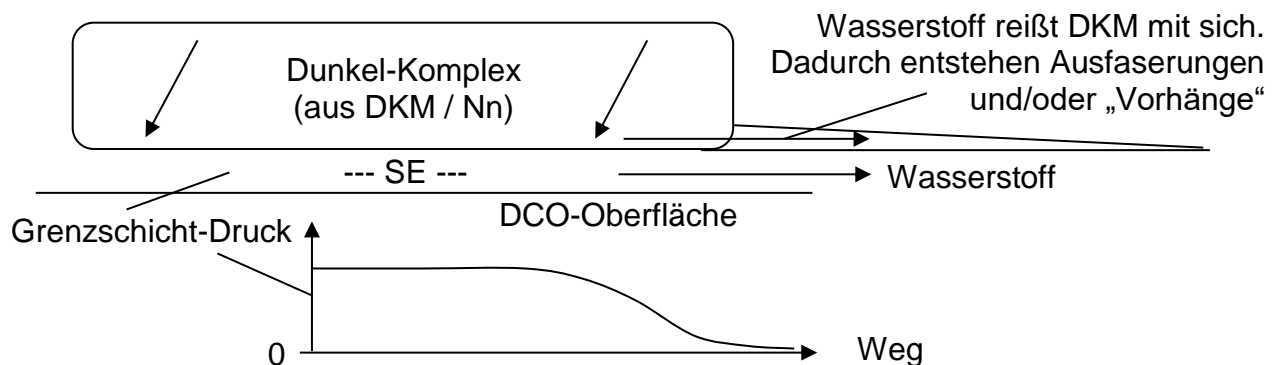 Wasserstoff reißt DKM mit sich.
Dadurch entstehen Ausfaserungen
und/oder „Vorhänge“
Dunkel-Komplex
(aus DKM / Nn)
--- SE ---
Wasserstoff
DCO-Oberfläche
Grenzschicht-Druck
0
Weg